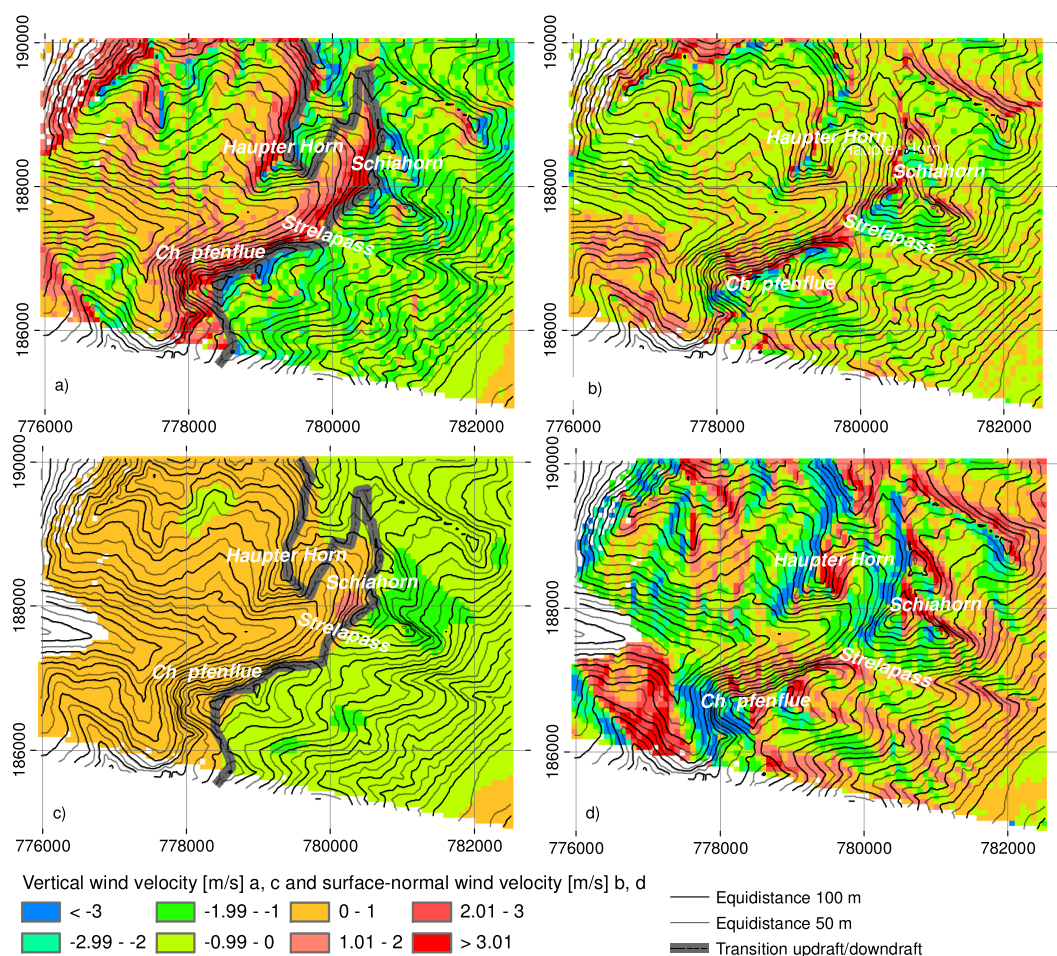 190000
188000
186000
Haupter Horn
Schiahorn
Strelapass
Ch pfenflue
a)
776000 778000 780000 782000
190000
188000
186000
Haupter Horn
Schiahorn
Strelapass
Ch pfenflue
b)
776000 778000 780000 782000
190000
188000
186000
Haupter Horn
Schiahorn
Strelapass
Ch pfenflue
c)
776000 778000 780000 782000
190000
188000
186000
Haupter Horn
Schiahorn
Strelapass
Ch pfenflue
d)
776000 778000 780000 782000
Vertical wind velocity [m/s] a, c and surface-normal wind velocity [m/s] b, d
< -3 -1.99 - -1 0 - 1 2.01 - 3
-2.99 - -2 -0.99 - 0 1.01 - 2 > 3.01
Equidistance 100 m
Equidistance 50 m
Transition updraft/downdraft